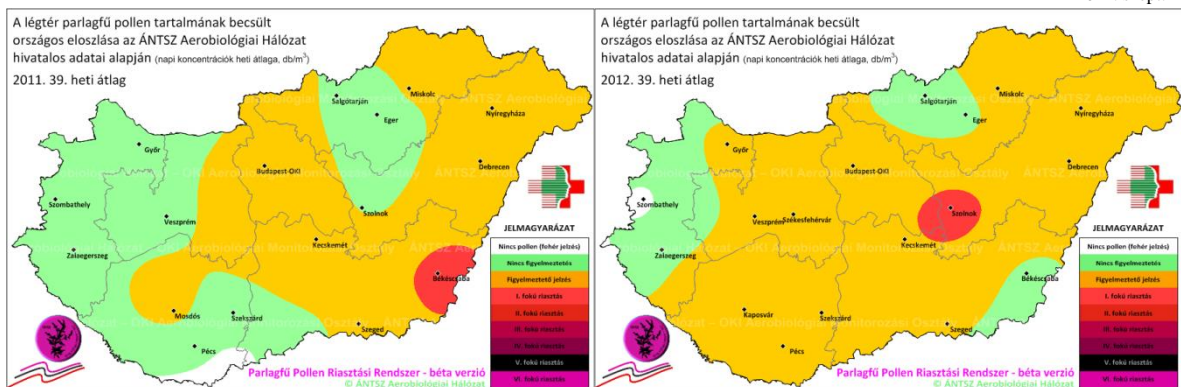 A légtér parlagfű pollen tartalmának becsült
országos eloszlása az ÁNTSZ Aerobiológiai Hálózat
hivatalos adatai alapján (napi koncentrációk heti átlaga, db/m³)
2011. 39. heti átlag
Salgótarján
Miskolc
Eger
Nyíregyháza
Győr
Budapest-OKI
Debrecen
Szombathely
Veszprém
Szolnok
Zalaegerszeg
Kecskemét
Békéscsaba
Mosdós
Szekszárd
Szeged
Pécs
JELMAGYARÁZAT
Nincs pollen (fehér jelzés)
Nincs figyelmeztetés
Figyelmeztető jelzés
I. fokú riasztás
II. fokú riasztás
III. fokú riasztás
IV. fokú riasztás
V. fokú riasztás
VI. fokú riasztás
Parlagfű Pollen Riasztási Rendszer - béta verzió
© ÁNTSZ Aerobiológiai Hálózat
A légtér parlagfű pollen tartalmának becsült
országos eloszlása az ÁNTSZ Aerobiológiai Hálózat
hivatalos adatai alapján (napi koncentrációk heti átlaga, db/m³)
2012. 39. heti átlag
Salgótarján
Miskolc
Eger
Nyíregyháza
Győr
Budapest-OKI
Debrecen
Szombathely
Veszprém
Székesfehérvár
Szolnok
Zalaegerszeg
Kecskemét
Békéscsaba
Kaposvár
Szekszárd
Szeged
Pécs
JELMAGYARÁZAT
Nincs pollen (fehér jelzés)
Nincs figyelmeztetés
Figyelmeztető jelzés
I. fokú riasztás
II. fokú riasztás
III. fokú riasztás
IV. fokú riasztás
V. fokú riasztás
VI. fokú riasztás
Parlagfű Pollen Riasztási Rendszer - béta verzió
© ÁNTSZ Aerobiológiai Hálózat